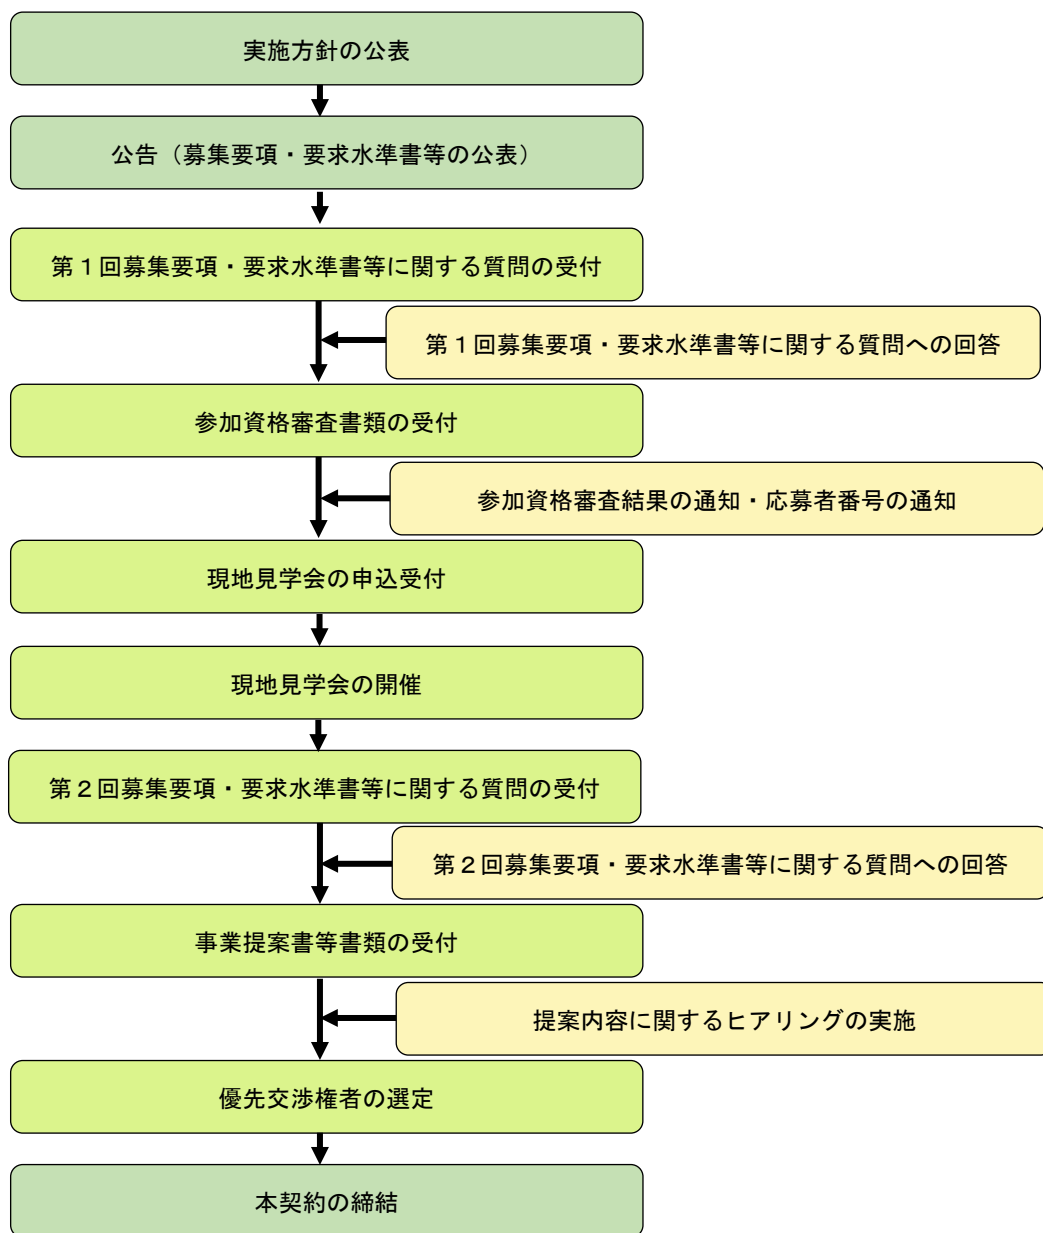 実施方針の公表
公告（募集要項・要求水準書等の公表）
第１回募集要項・要求水準書等に関する質問の受付
第１回募集要項・要求水準書等に関する質問への回答
参加資格審査書類の受付
参加資格審査結果の通知・応募者番号の通知
現地見学会の申込受付
現地見学会の開催
第２回募集要項・要求水準書等に関する質問の受付
第２回募集要項・要求水準書等に関する質問への回答
事業提案書等書類の受付
提案内容に関するヒアリングの実施
優先交渉権者の選定
本契約の締結